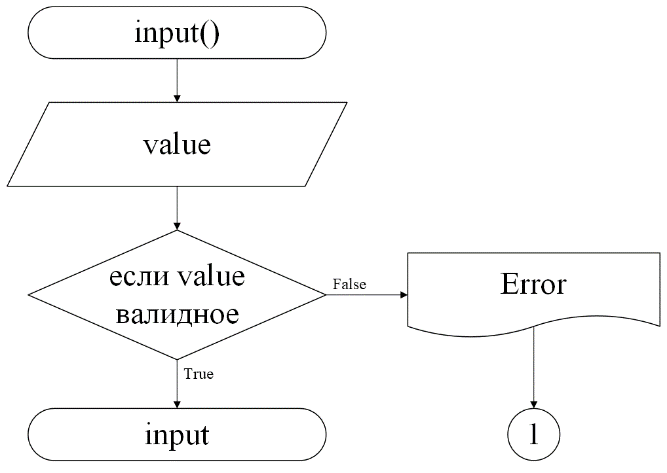 input()
value
если value
валидное
False
Error
True
input
1